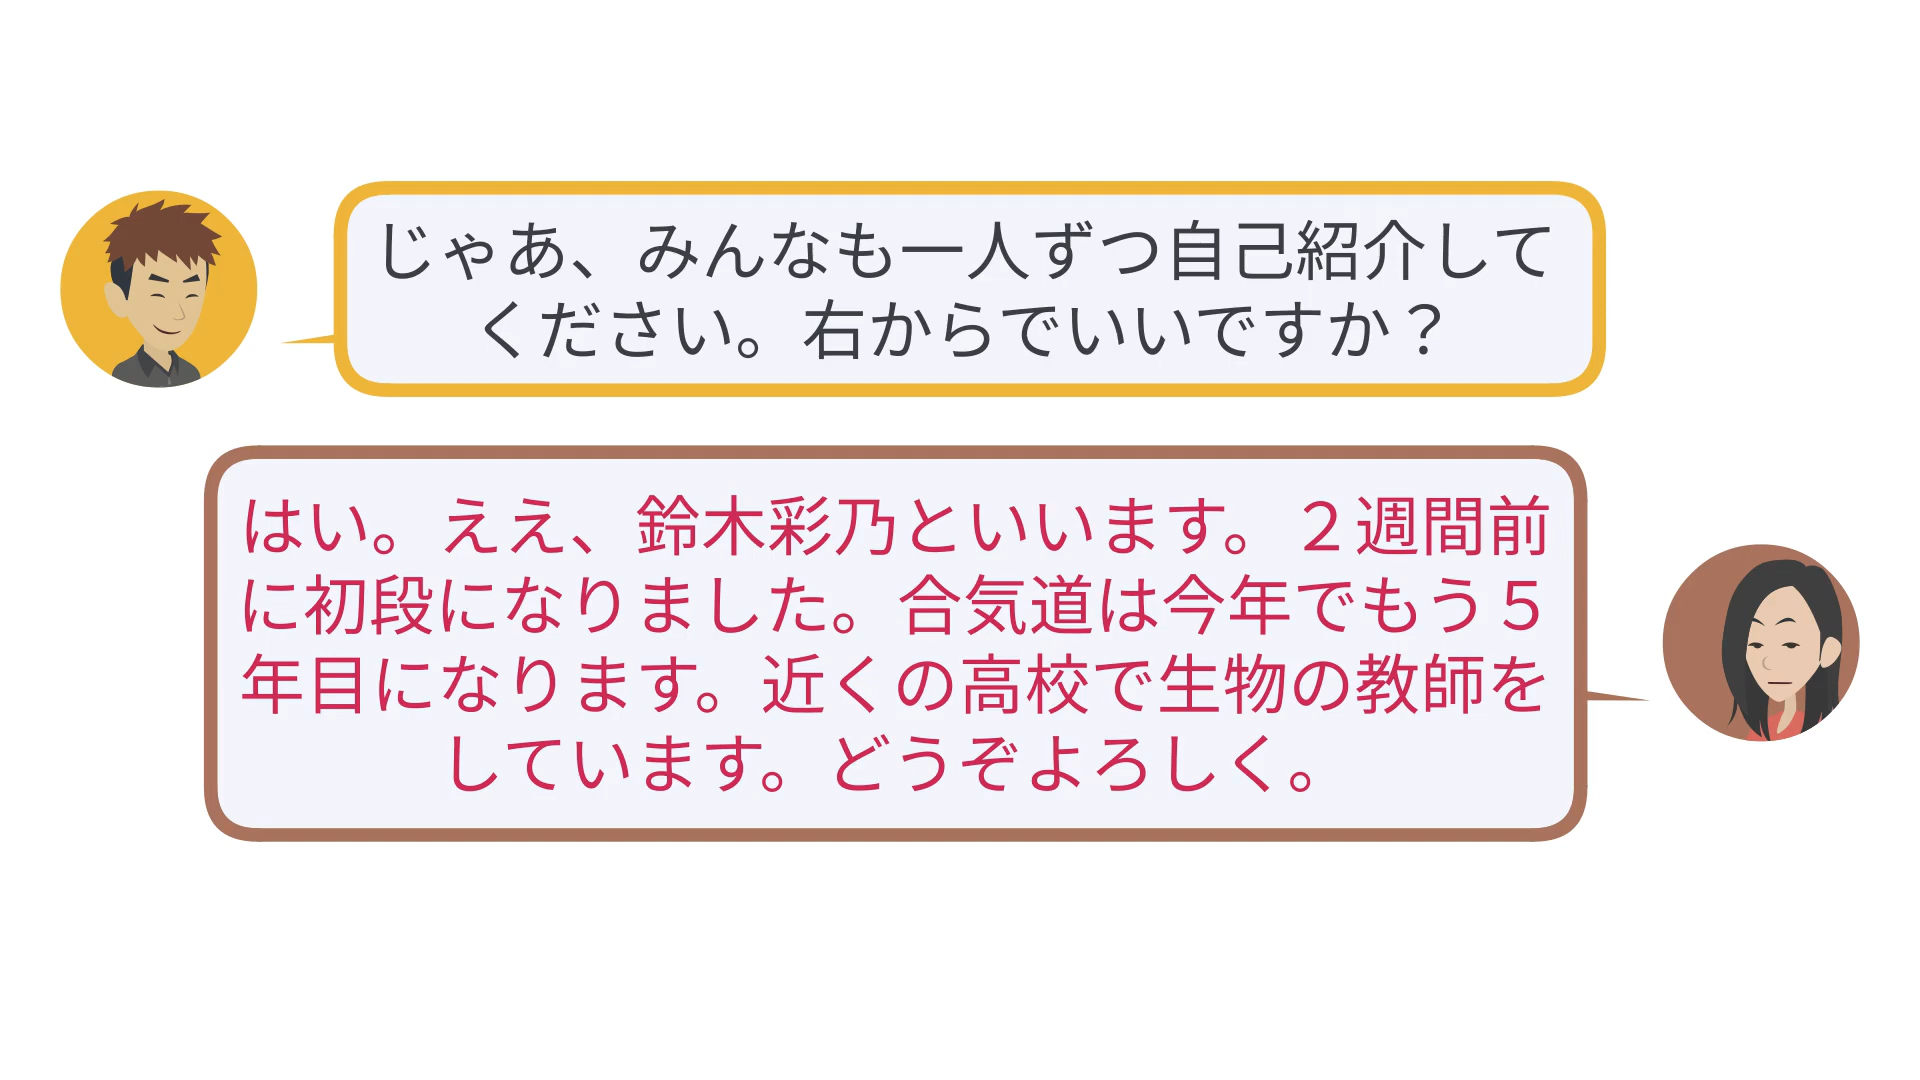 じゃあ、みんなも一人ずつ自己紹介して
ください。右からでいいですか？
はい。ええ、鈴木彩乃といいます。２週間前
に初段になりました。合気道は今年でもう５
年目になります。近くの高校で生物の教師を
しています。どうぞよろしく。